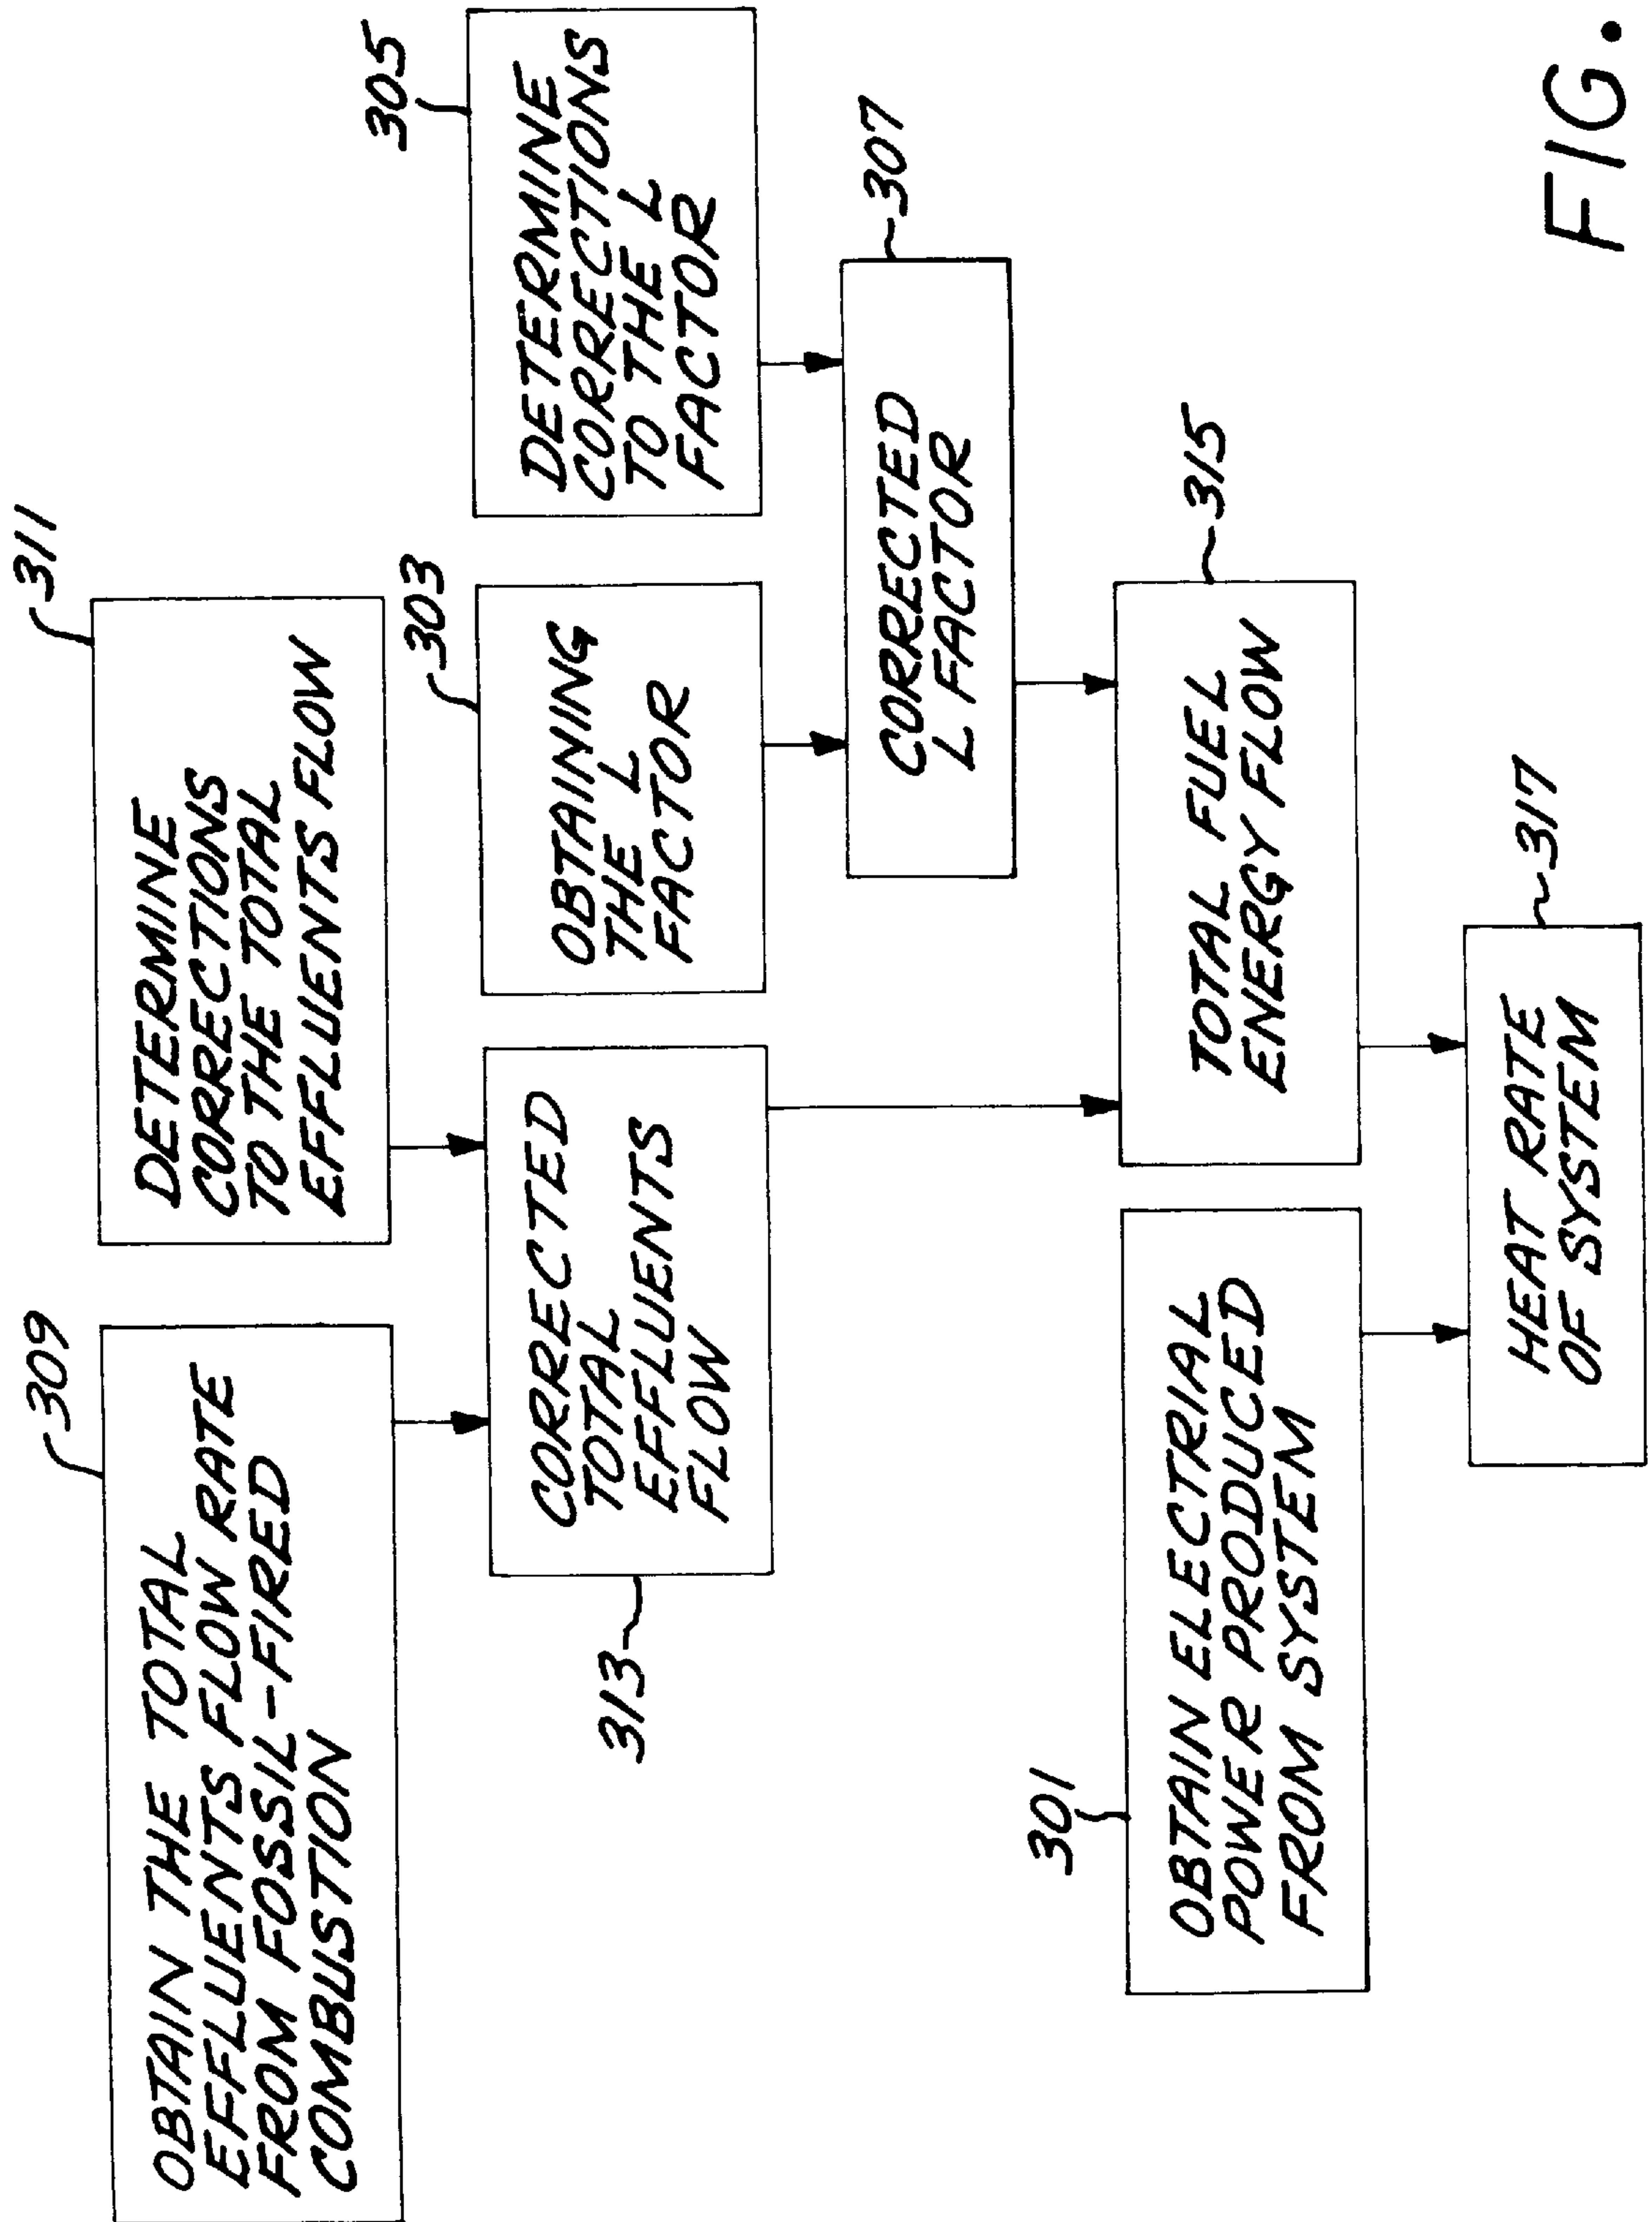 309
OBTAIN THE TOTAL
EFFLUENTS FLOW RATE
FROM FOSSIL-FIRED
COMBUSTION
311
DETERMINE
CORRECTIONS
TO THE TOTAL
EFFLUENTS FLOW
313
CORRECTED
TOTAL
EFFLUENTS
FLOW
303
OBTAINING
THE L
FACTOR
305
DETERMINE
CORRECTIONS
TO THE L
FACTOR
307
CORRECTED
L FACTOR
301
OBTAIN ELECTRIAL
POWER PRODUCED
FROM SYSTEM
315
TOTAL FUEL
ENERGY FLOW
317
HEAT RATE
OF SYSTEM
FIG.